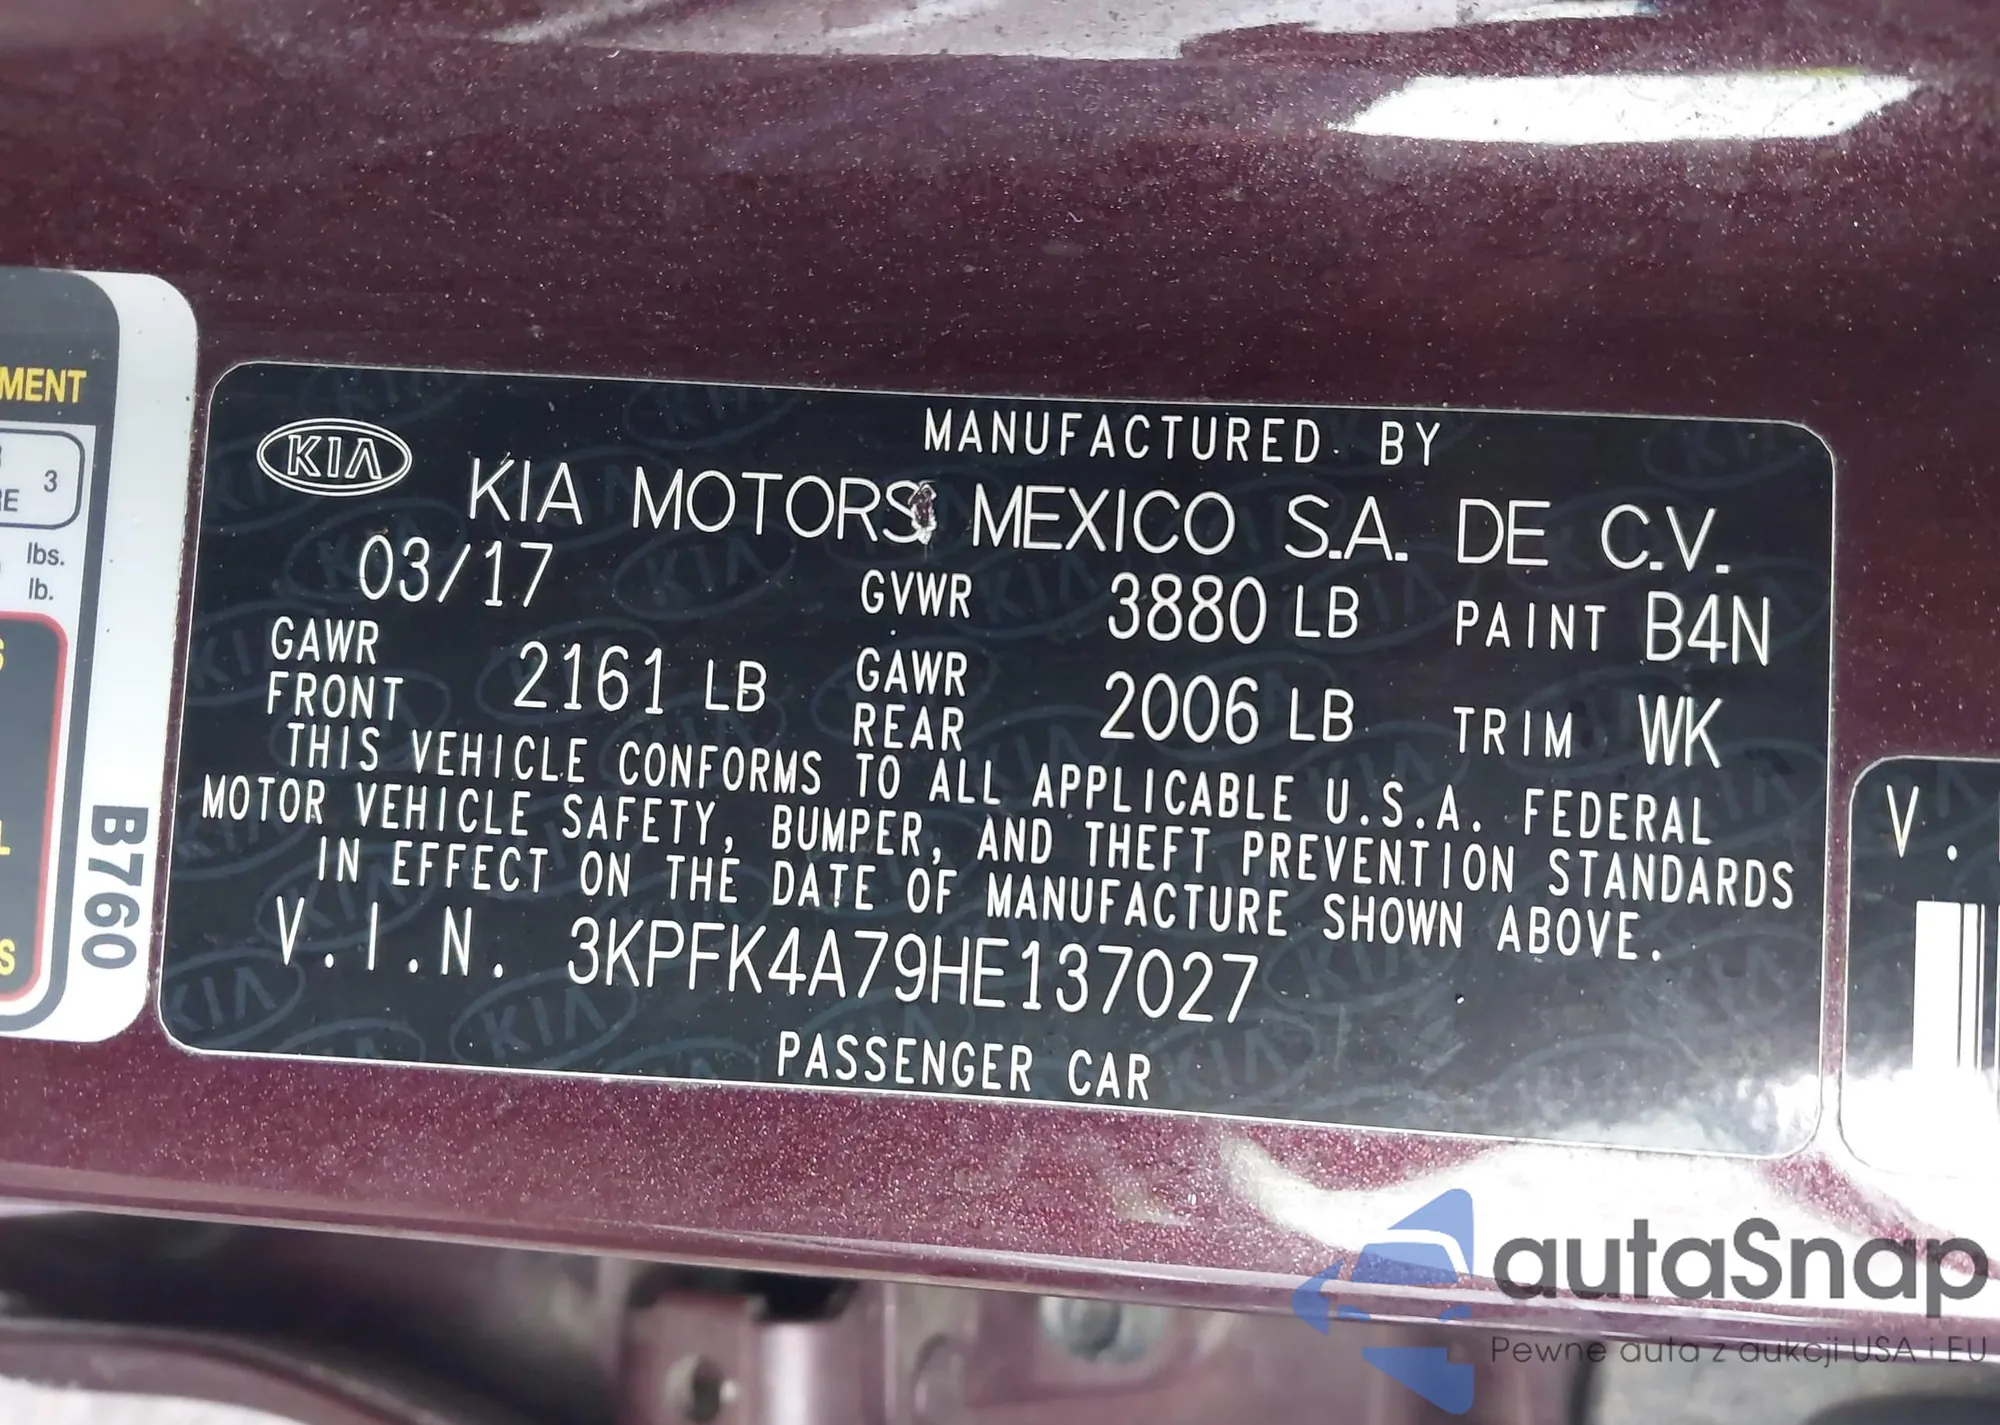 MENT
3
RE
lbs.
lb.
S
L
S
B760
KIA
MANUFACTURED BY
KIA MOTORS MEXICO S.A. DE C.V.
03/17 GVWR 3880 LB PAINT B4N
GAWR FRONT 2161 LB GAWR REAR 2006 LB TRIM WK
THIS VEHICLE CONFORMS TO ALL APPLICABLE U.S.A. FEDERAL
MOTOR VEHICLE SAFETY, BUMPER, AND THEFT PREVENTION STANDARDS
IN EFFECT ON THE DATE OF MANUFACTURE SHOWN ABOVE.
V.I.N. 3KPFK4A79HE137027
PASSENGER CAR
V.
autaSnap
Pewne auta z aukcji USA i EU